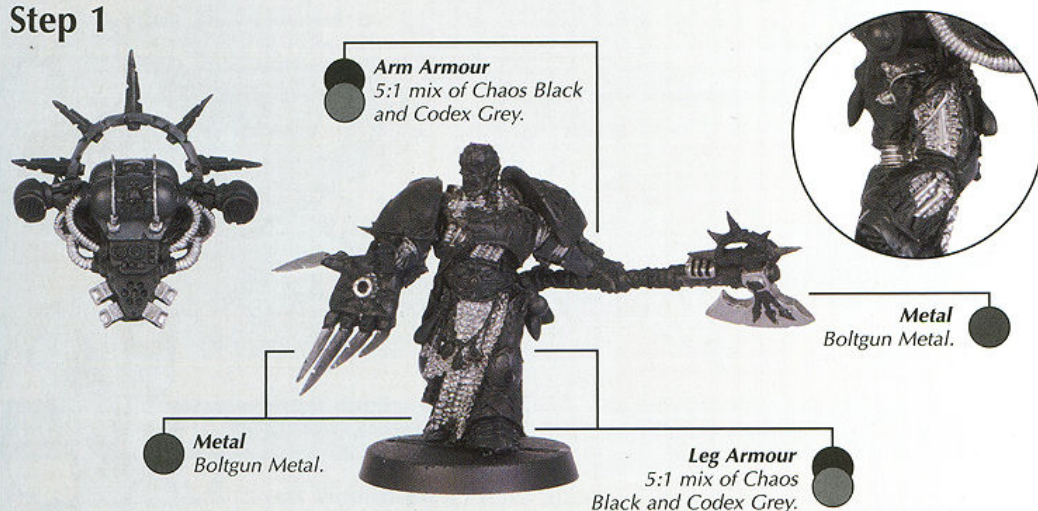 Step 1
Arm Armour
5:1 mix of Chaos Black
and Codex Grey.
Metal
Boltgun Metal.
Metal
Boltgun Metal.
Leg Armour
5:1 mix of Chaos
Black and Codex Grey.